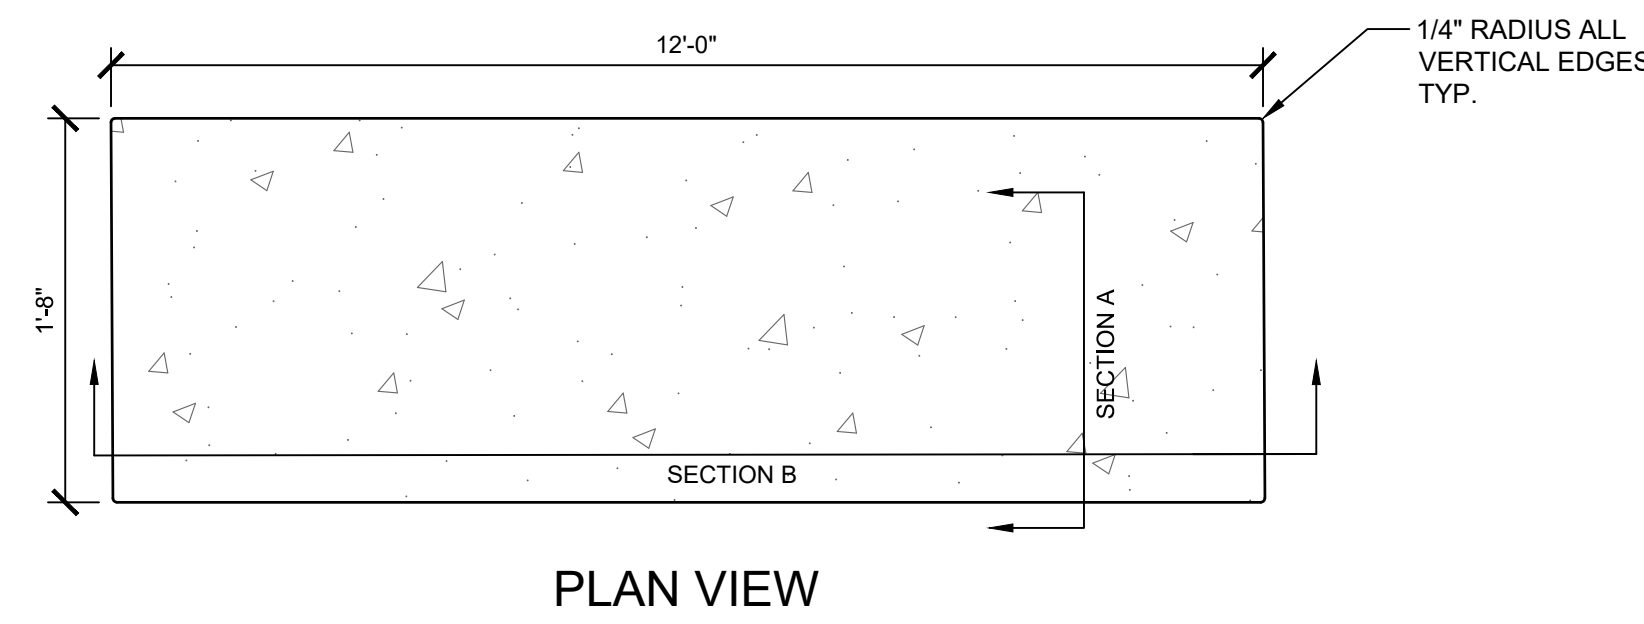 12'-0"
1/4" RADIUS ALL
VERTICAL EDGES
TYP.
1'-8"
SECTION A
SECTION B
PLAN VIEW